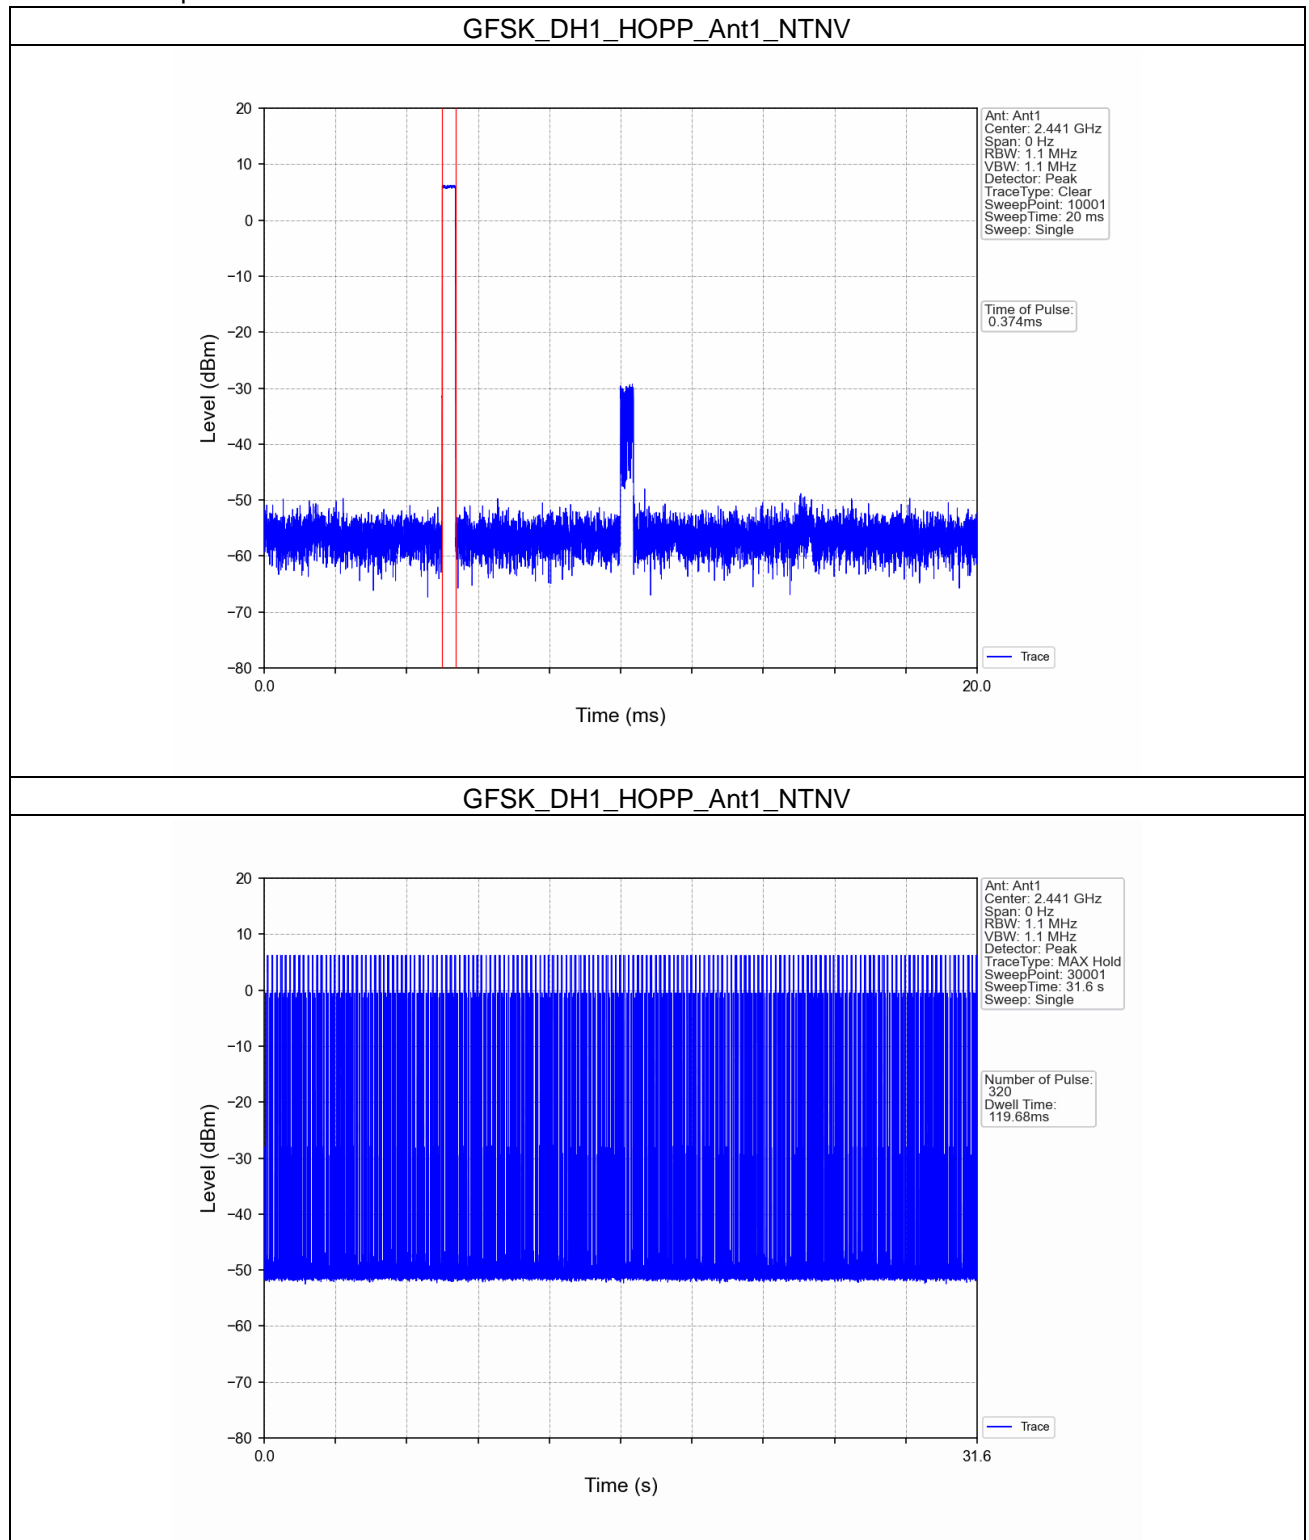 GFSK_DH1_HOPP_Ant1_NTNV
20
10
0
−10
−20
−30
−40
−50
−60
−70
−80
Level (dBm)
0.0
20.0
Time (ms)
Ant: Ant1
Center: 2.441 GHz
Span: 0 Hz
RBW: 1.1 MHz
VBW: 1.1 MHz
Detector: Peak
TraceType: Clear
SweepPoint: 10001
SweepTime: 20 ms
Sweep: Single
Time of Pulse:
0.374ms
Trace
GFSK_DH1_HOPP_Ant1_NTNV
20
10
0
−10
−20
−30
−40
−50
−60
−70
−80
Level (dBm)
0.0
31.6
Time (s)
Ant: Ant1
Center: 2.441 GHz
Span: 0 Hz
RBW: 1.1 MHz
VBW: 1.1 MHz
Detector: Peak
TraceType: MAX Hold
SweepPoint: 30001
SweepTime: 31.6 s
Sweep: Single
Number of Pulse:
320
Dwell Time:
119.68ms
Trace